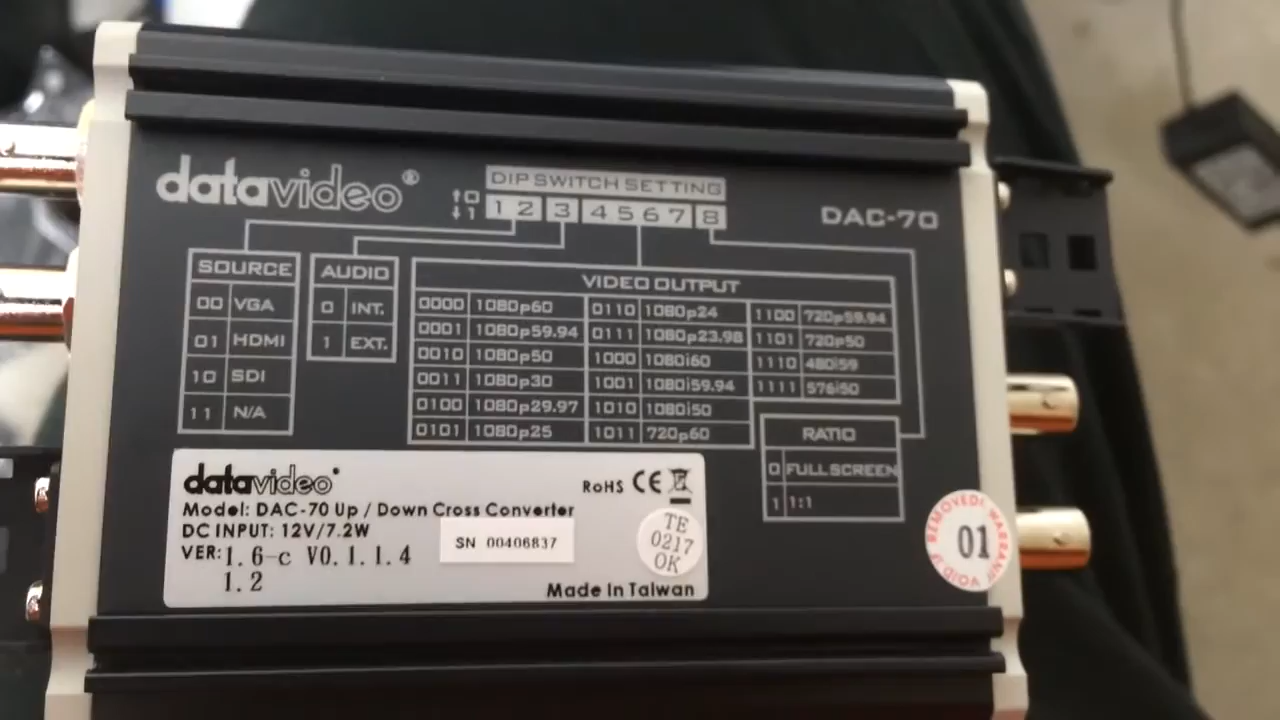 datavideo®
DIP SWITCH SETTING
↑0
↓1
1 2 3 4 5 6 7 8
DAC-70
SOURCE
00 VGA
01 HDMI
10 SDI
11 N/A
AUDIO
0 INT.
1 EXT.
VIDEO OUTPUT
0000 1080p60 0110 1080p24 1100 720p59.94
0001 1080p59.94 0111 1080p23.98 1101 720p50
0010 1080p50 1000 1080i60 1110 480i59
0011 1080p30 1001 1080i59.94 1111 576i50
0100 1080p29.97 1010 1080i50
0101 1080p25 1011 720p60
RATIO
0 FULLSCREEN
1 1:1
datavideo
RoHS CE
Model: DAC-70 Up / Down Cross Converter
DC INPUT: 12V/7.2W
VER: 1.6-c V0.1.1.4
1.2
SN 00406837
TE
0217
OK
Made In Taiwan
REMOVED! WARRANTY VOID IF
01